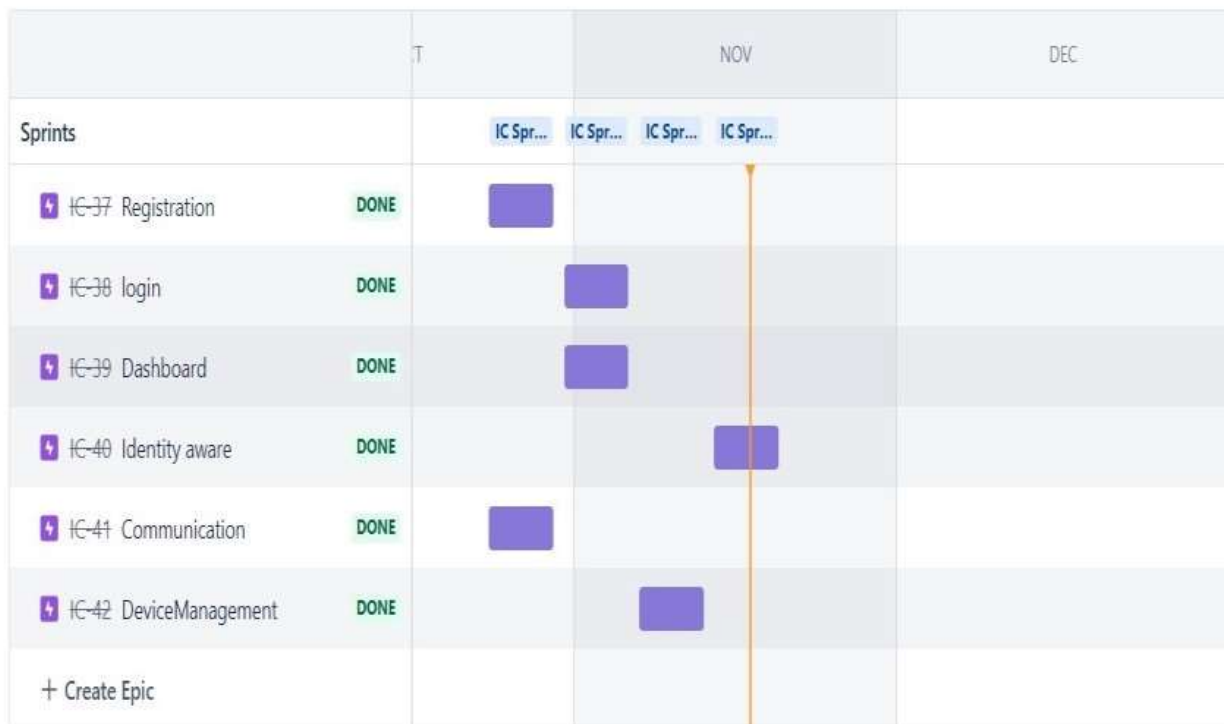 T NOV DEC
Sprints IC Spr... IC Spr... IC Spr... IC Spr...
IC-37 Registration DONE
IC-38 login DONE
IC-39 Dashboard DONE
IC-40 Identity aware DONE
IC-41 Communication DONE
IC-42 DeviceManagement DONE
+ Create Epic